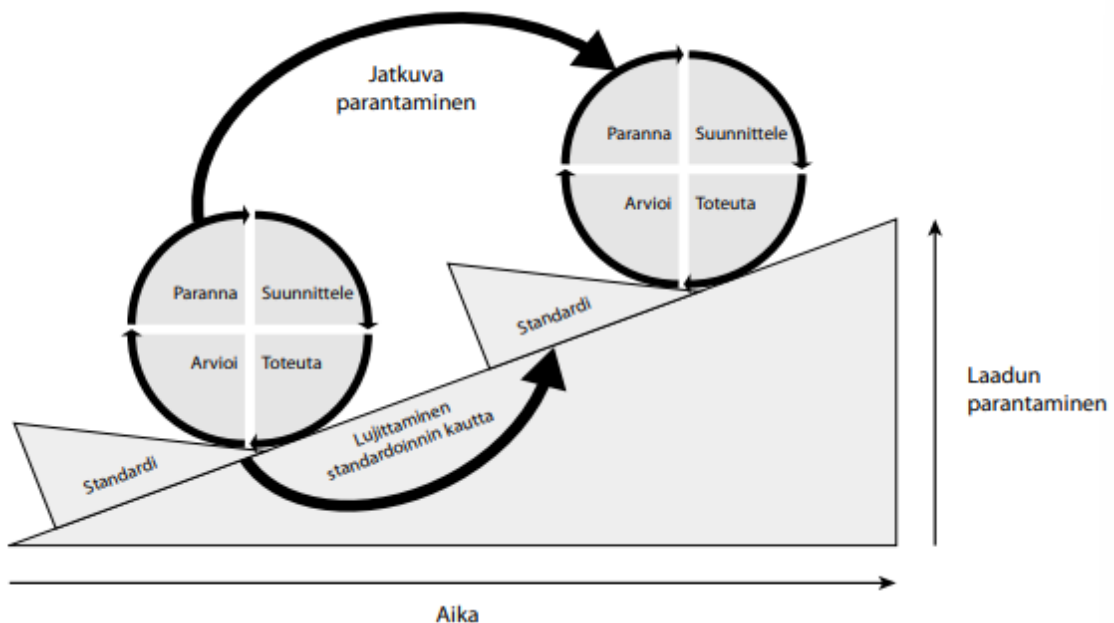 Jatkuva
parantaminen
Paranna
Suunnittele
Arvioi
Toteuta
Paranna
Suunnittele
Arvioi
Toteuta
Standardi
Standardi
Lujittaminen
standardoinnin kautta
Laadun
parantaminen
Aika